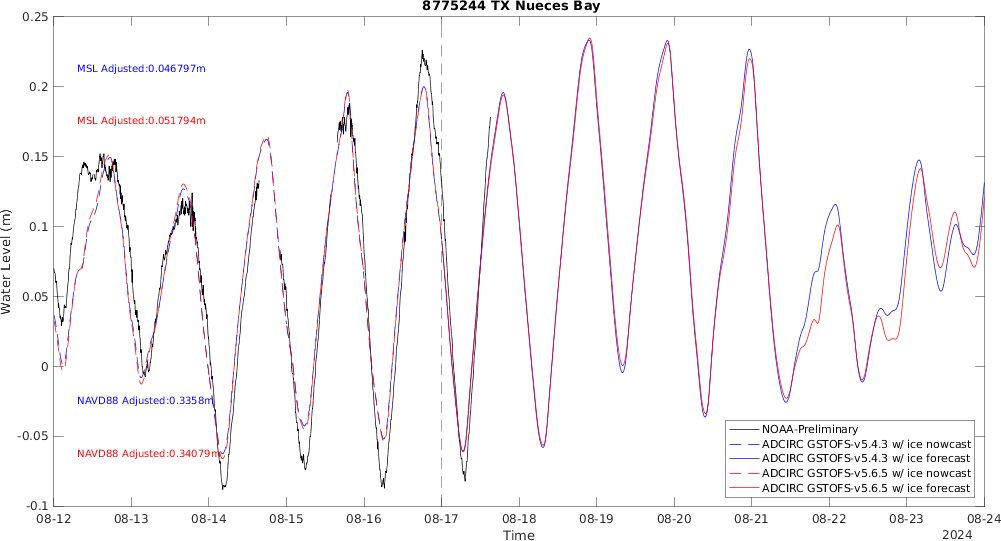 8775244 TX Nueces Bay
0.25
0.2
0.15
0.1
0.05
0
-0.05
-0.1
Water Level (m)
MSL Adjusted:0.046797m
MSL Adjusted:0.051794m
NAVD88 Adjusted:0.3358m
NAVD88 Adjusted:0.34079m
NOAA-Preliminary
ADCIRC GSTOFS-v5.4.3 w/ ice nowcast
ADCIRC GSTOFS-v5.4.3 w/ ice forecast
ADCIRC GSTOFS-v5.6.5 w/ ice nowcast
ADCIRC GSTOFS-v5.6.5 w/ ice forecast
08-12 08-13 08-14 08-15 08-16 08-17 08-18 08-19 08-20 08-21 08-22 08-23 08-24
Time
2024